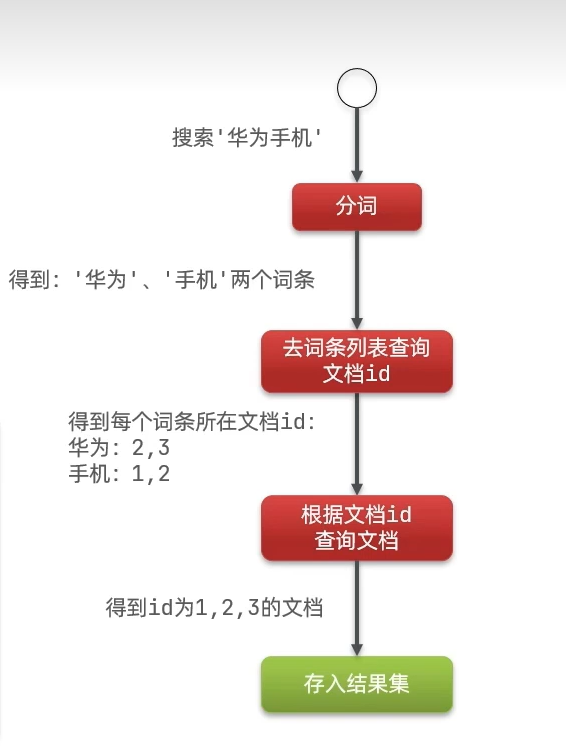 搜索'华为手机'
分词
得到: '华为'、'手机'两个词条
去词条列表查询
文档id
得到每个词条所在文档id:
华为: 2,3
手机: 1,2
根据文档id
查询文档
得到id为1,2,3的文档
存入结果集